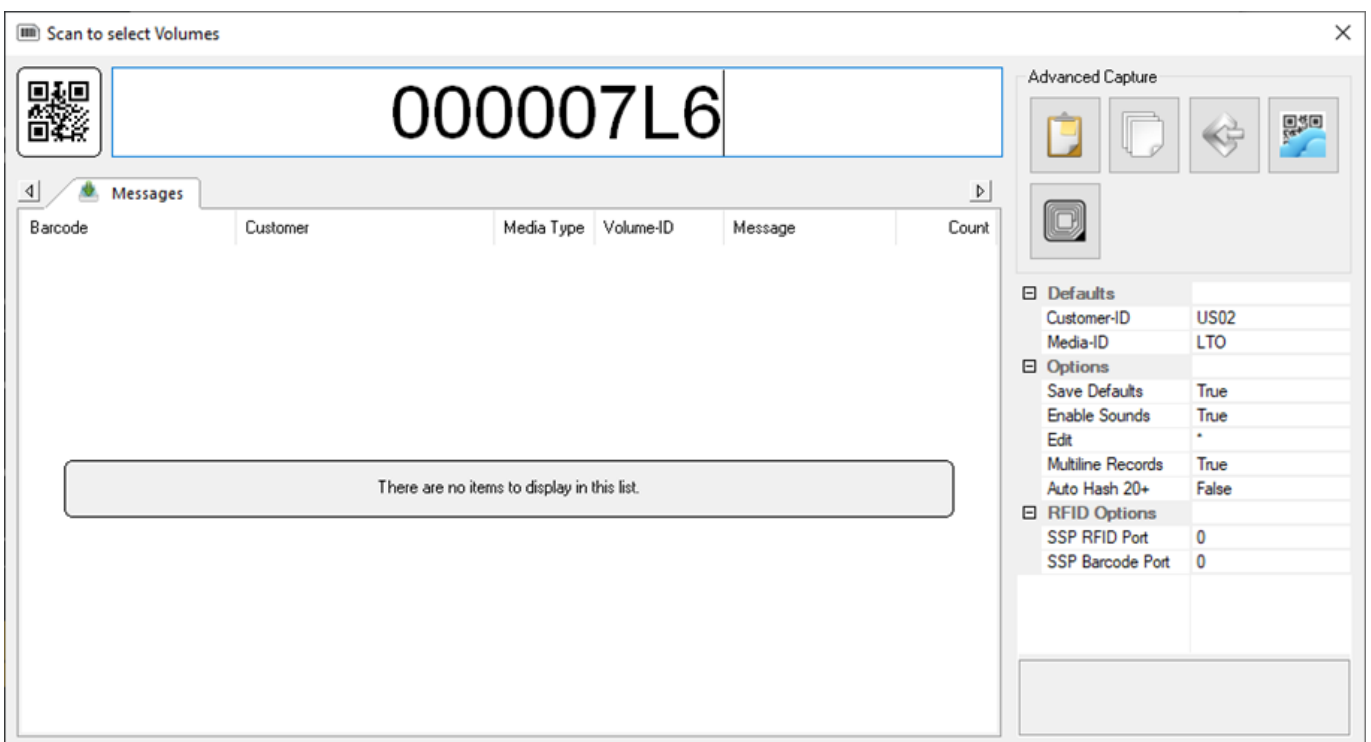 Scan to select Volumes
000007L6
Messages
Barcode Customer Media Type Volume-ID Message Count
There are no items to display in this list.
Advanced Capture
Defaults
Customer-ID US02
Media-ID LTO
Options
Save Defaults True
Enable Sounds True
Edit *
Multiline Records True
Auto Hash 20+ False
RFID Options
SSP RFID Port 0
SSP Barcode Port 0